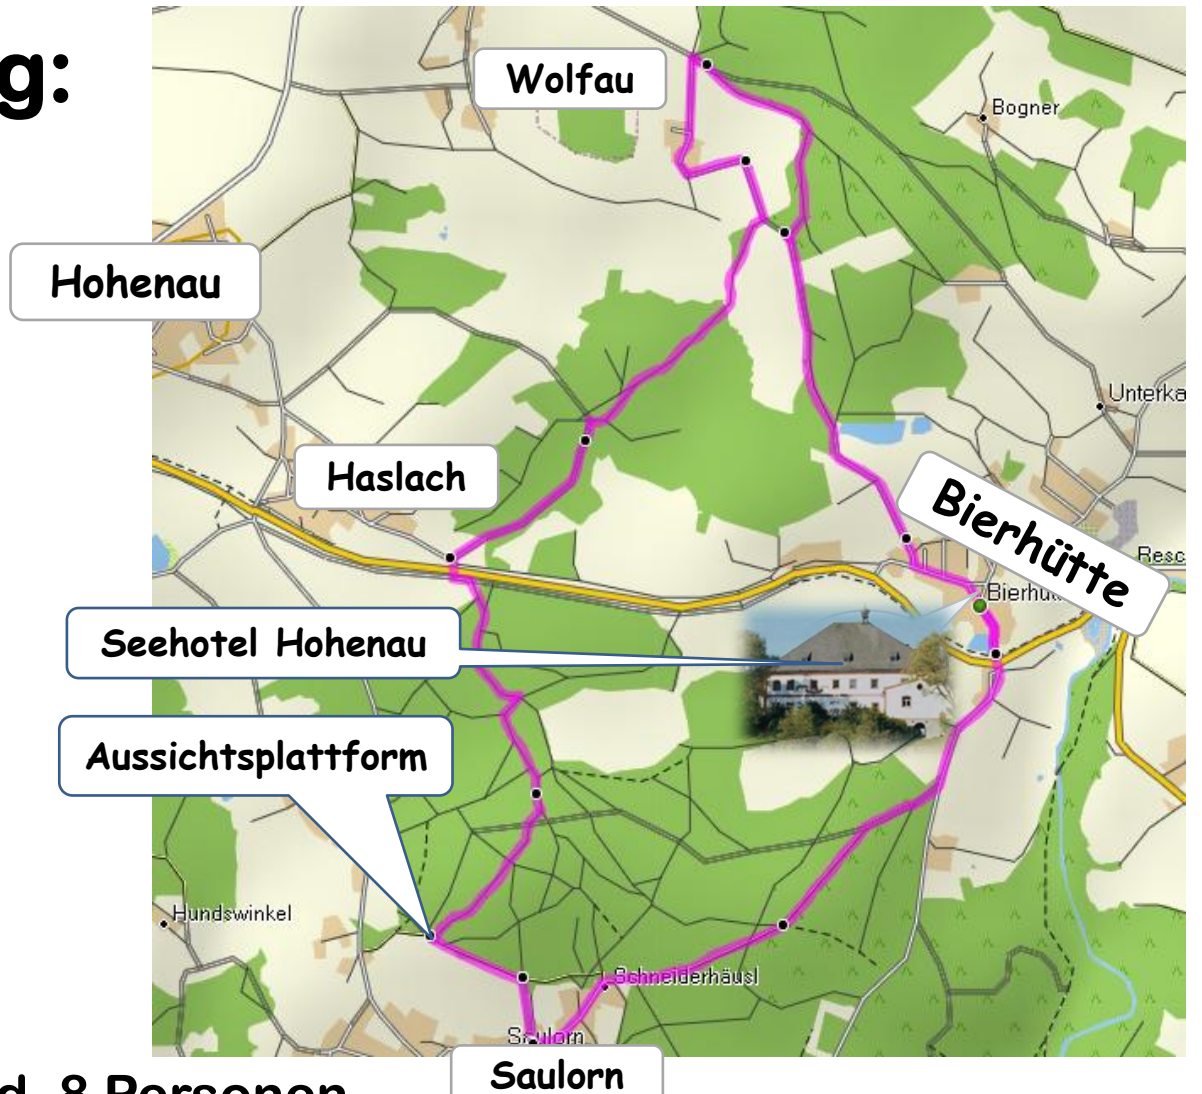 g:
Wolfau
Bogner
Hohenau
Unterka
Haslach
Bierhütte
Resc
Bierhü
Seehotel Hohenau
Aussichtsplattform
Hundswinkel
Schneiderhäusl
Saulorn
Saulorn
d. 8 Personen